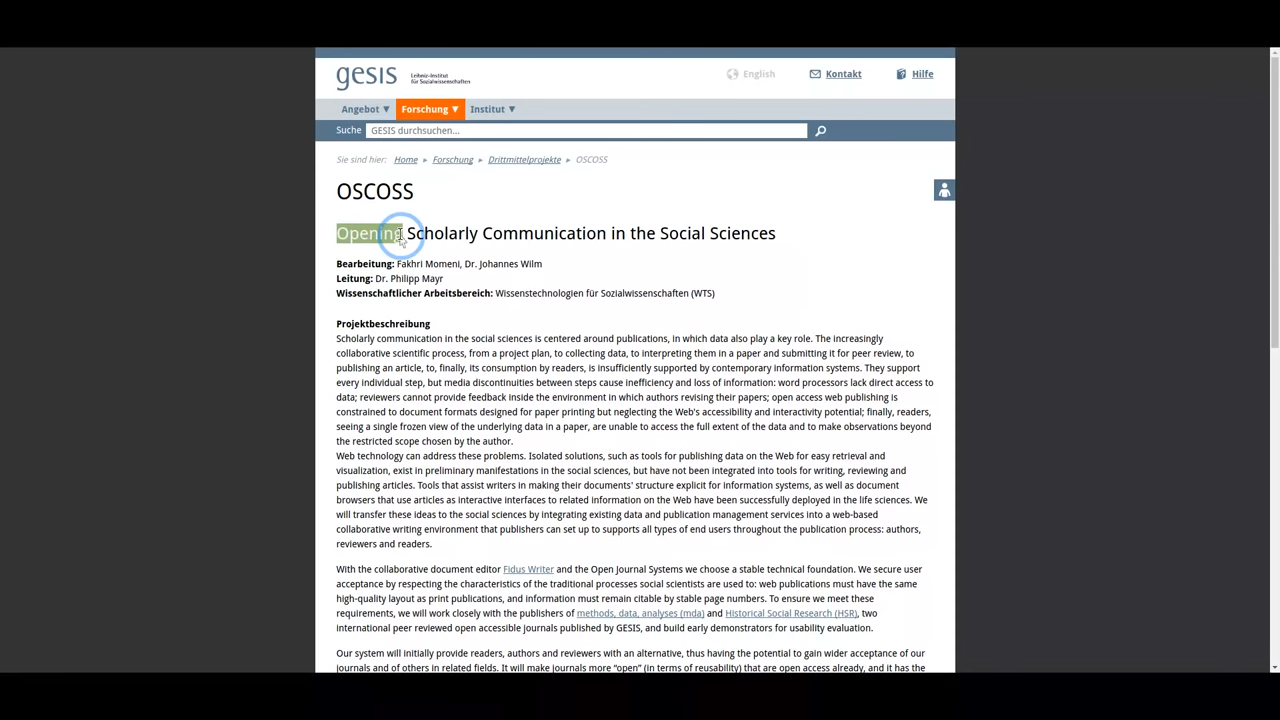 gesis
Leibniz-Institut
für Sozialwissenschaften
English
Kontakt
Hilfe
Angebot ▼
Forschung ▼
Institut ▼
Suche
GESIS durchsuchen...
Sie sind hier: Home ▸ Forschung ▸ Drittmittelprojekte ▸ OSCOSS
OSCOSS
Opening Scholarly Communication in the Social Sciences
Bearbeitung: Fakhri Momeni, Dr. Johannes Wilm
Leitung: Dr. Philipp Mayr
Wissenschaftlicher Arbeitsbereich: Wissenstechnologien für Sozialwissenschaften (WTS)
Projektbeschreibung
Scholarly communication in the social sciences is centered around publications, in which data also play a key role. The increasingly
collaborative scientific process, from a project plan, to collecting data, to interpreting them in a paper and submitting it for peer review, to
publishing an article, to, finally, its consumption by readers, is insufficiently supported by contemporary information systems. They support
every individual step, but media discontinuities between steps cause inefficiency and loss of information: word processors lack direct access to
data; reviewers cannot provide feedback inside the environment in which authors revising their papers; open access web publishing is
constrained to document formats designed for paper printing but neglecting the Web's accessibility and interactivity potential; finally, readers,
seeing a single frozen view of the underlying data in a paper, are unable to access the full extent of the data and to make observations beyond
the restricted scope chosen by the author.
Web technology can address these problems. Isolated solutions, such as tools for publishing data on the Web for easy retrieval and
visualization, exist in preliminary manifestations in the social sciences, but have not been integrated into tools for writing, reviewing and
publishing articles. Tools that assist writers in making their documents' structure explicit for information systems, as well as document
browsers that use articles as interactive interfaces to related information on the Web have been successfully deployed in the life sciences. We
will transfer these ideas to the social sciences by integrating existing data and publication management services into a web-based
collaborative writing environment that publishers can set up to supports all types of end users throughout the publication process: authors,
reviewers and readers.
With the collaborative document editor Fidus Writer and the Open Journal Systems we choose a stable technical foundation. We secure user
acceptance by respecting the characteristics of the traditional processes social scientists are used to: web publications must have the same
high-quality layout as print publications, and information must remain citable by stable page numbers. To ensure we meet these
requirements, we will work closely with the publishers of methods, data, analyses (mda) and Historical Social Research (HSR), two
international peer reviewed open accessible journals published by GESIS, and build early demonstrators for usability evaluation.
Our system will initially provide readers, authors and reviewers with an alternative, thus having the potential to gain wider acceptance of our
journals and of others in related fields. It will make journals more “open” (in terms of reusability) that are open access already, and it has the